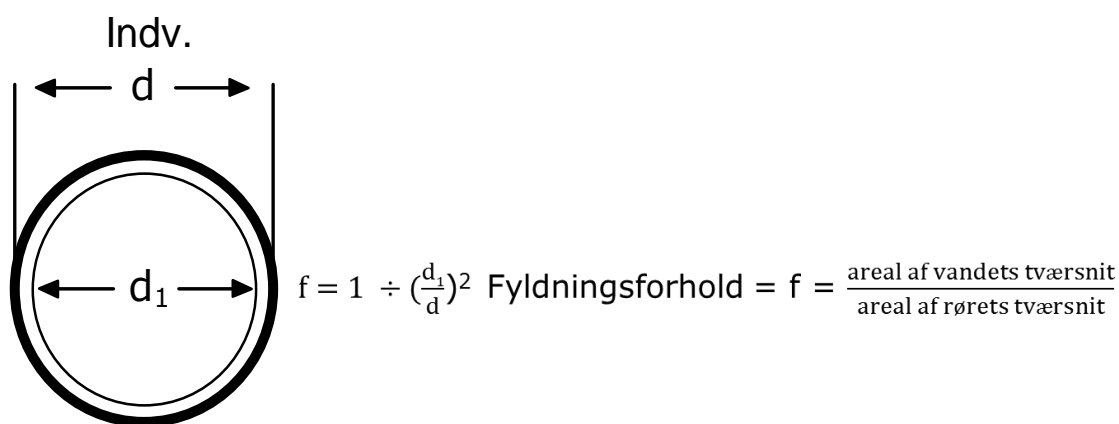 Indv.
d
d₁
f = 1 ÷ (d₁/d)² Fyldningsforhold = f = areal af vandets tværsnit/areal af rørets tværsnit